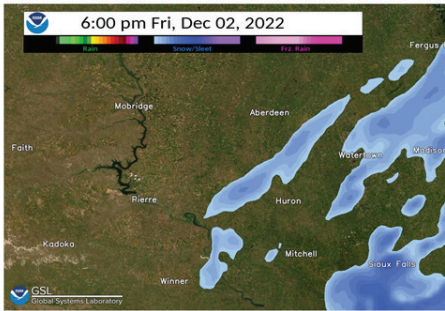 6:00 pm Fri, Dec 02, 2022
Rain Snow/Sleet Frz. Rain
Fergus
Mobridge
Aberdeen
Faith
Watertown
Madison
Pierre
Huron
Kadoka
Mitchell
Winner
Sioux Falls
GSL
Global Systems Laboratory